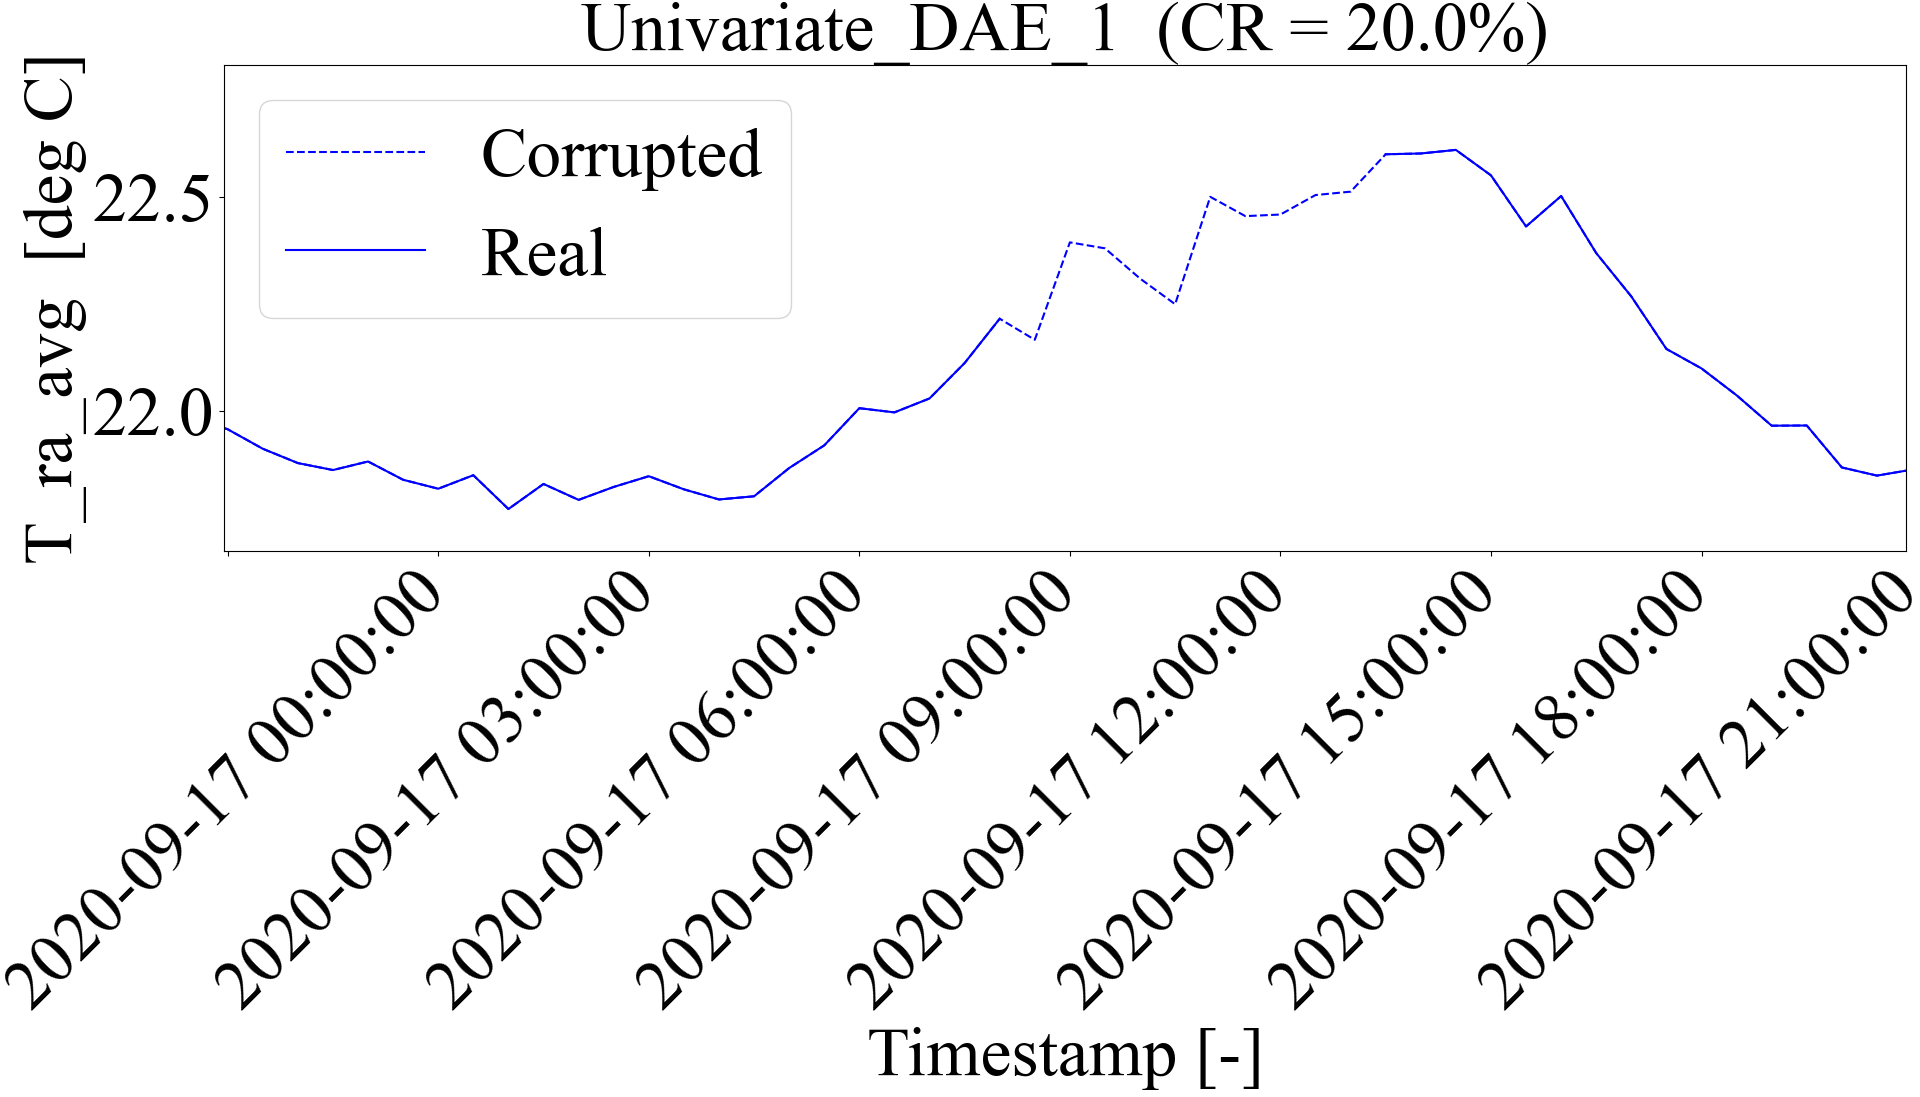 Univariate_DAE_1 (CR = 20.0%)
T_ra_avg [deg C]
22.5
22.0
Corrupted
Real
2020-09-17 00:00:00
2020-09-17 03:00:00
2020-09-17 06:00:00
2020-09-17 09:00:00
2020-09-17 12:00:00
2020-09-17 15:00:00
2020-09-17 18:00:00
2020-09-17 21:00:00
Timestamp [-]